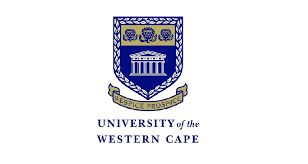 RESPICE PROSPICE
UNIVERSITY of the
WESTERN CAPE